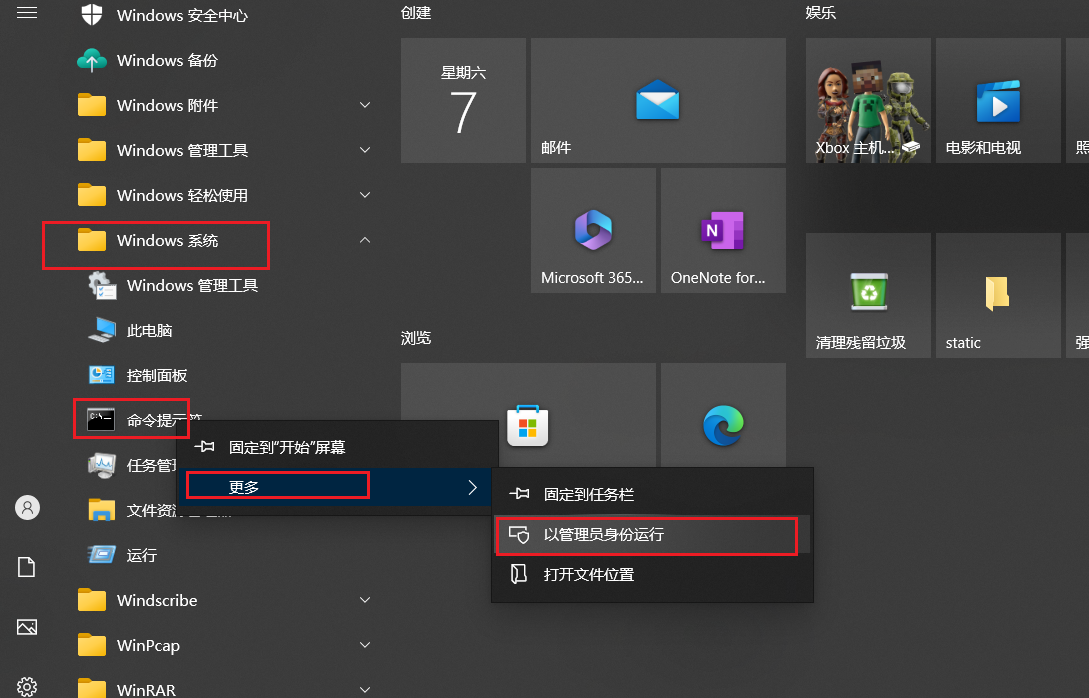 Windows 安全中心
Windows 备份
Windows 附件
Windows 管理工具
Windows 轻松使用
Windows 系统
Windows 管理工具
此电脑
控制面板
命令提示符
任务管
文件资源管理器
运行
Windscribe
WinPcap
WinRAR
固定到“开始”屏幕
更多
固定到任务栏
以管理员身份运行
打开文件位置
创建
星期六
7
邮件
Microsoft 365...
OneNote for...
浏览
娱乐
Xbox 主机...
电影和电视
照
清理残留垃圾
static
强